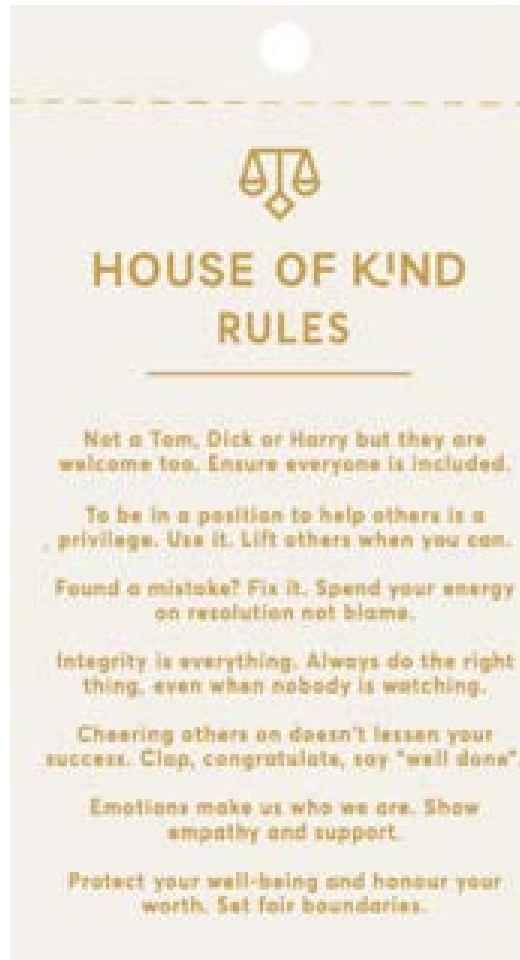 HOUSE OF KIND
RULES
Not a Tom, Dick or Harry but they are
welcome too. Ensure everyone is included.
To be in a position to help others is a
privilege. Use it. Lift others when you can.
Found a mistake? Fix it. Spend your energy
on resolution not blame.
Integrity is everything. Always do the right
thing, even when nobody is watching.
Cheering others on doesn't lessen your
success. Clap, congratulate, say "well done".
Emotions make us who we are. Show
empathy and support.
Protect your well-being and honour your
worth. Set fair boundaries.